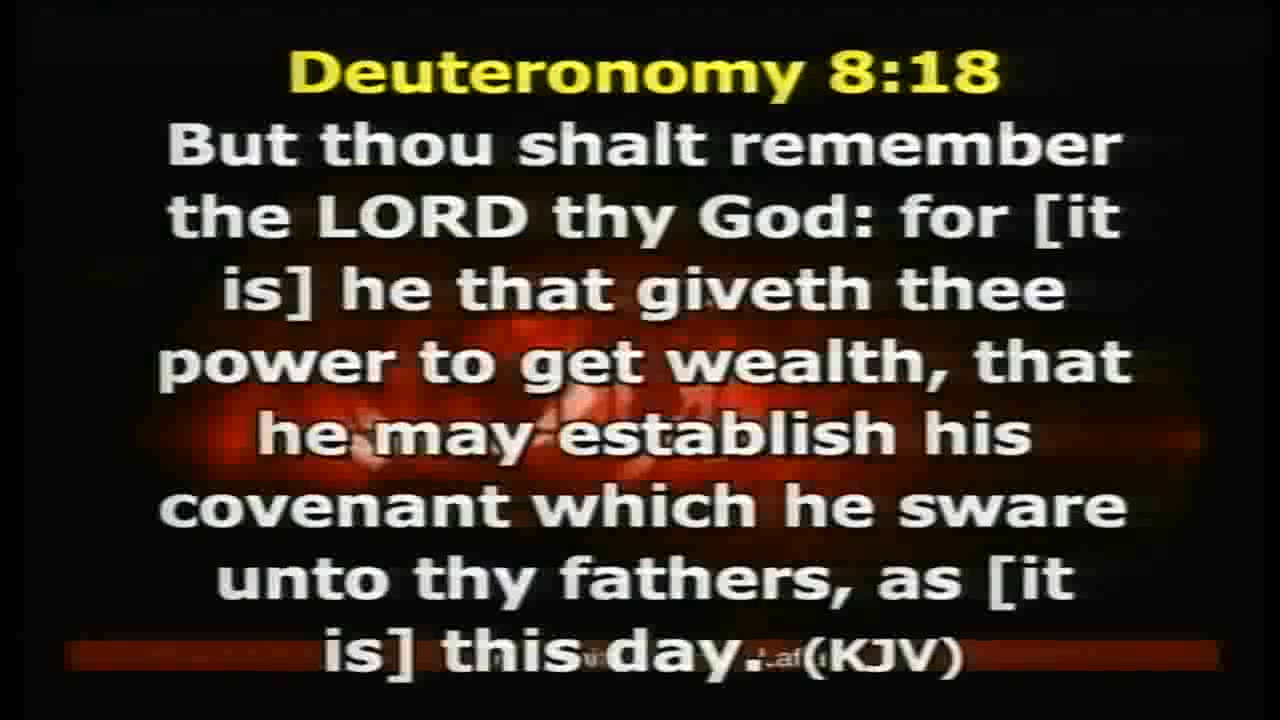 Deuteronomy 8:18
But thou shalt remember
the LORD thy God: for [it
is] he that giveth thee
power to get wealth, that
he may establish his
covenant which he sware
unto thy fathers, as [it
is] this day. (KJV)